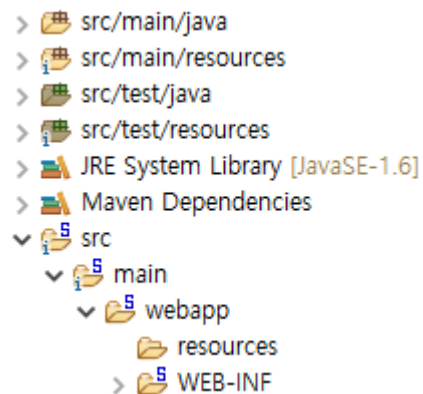 src/main/java
src/main/resources
src/test/java
src/test/resources
JRE System Library [JavaSE-1.6]
Maven Dependencies
src
main
webapp
resources
WEB-INF